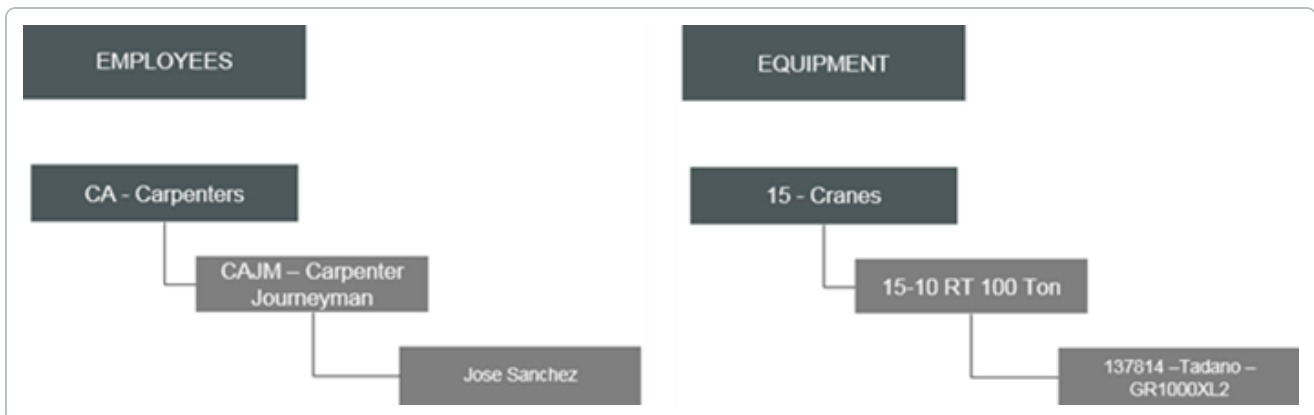 EMPLOYEES
CA - Carpenters
CAJM – Carpenter
Journeyman
Jose Sanchez
EQUIPMENT
15 - Cranes
15-10 RT 100 Ton
137814 –Tadano –
GR1000XL2